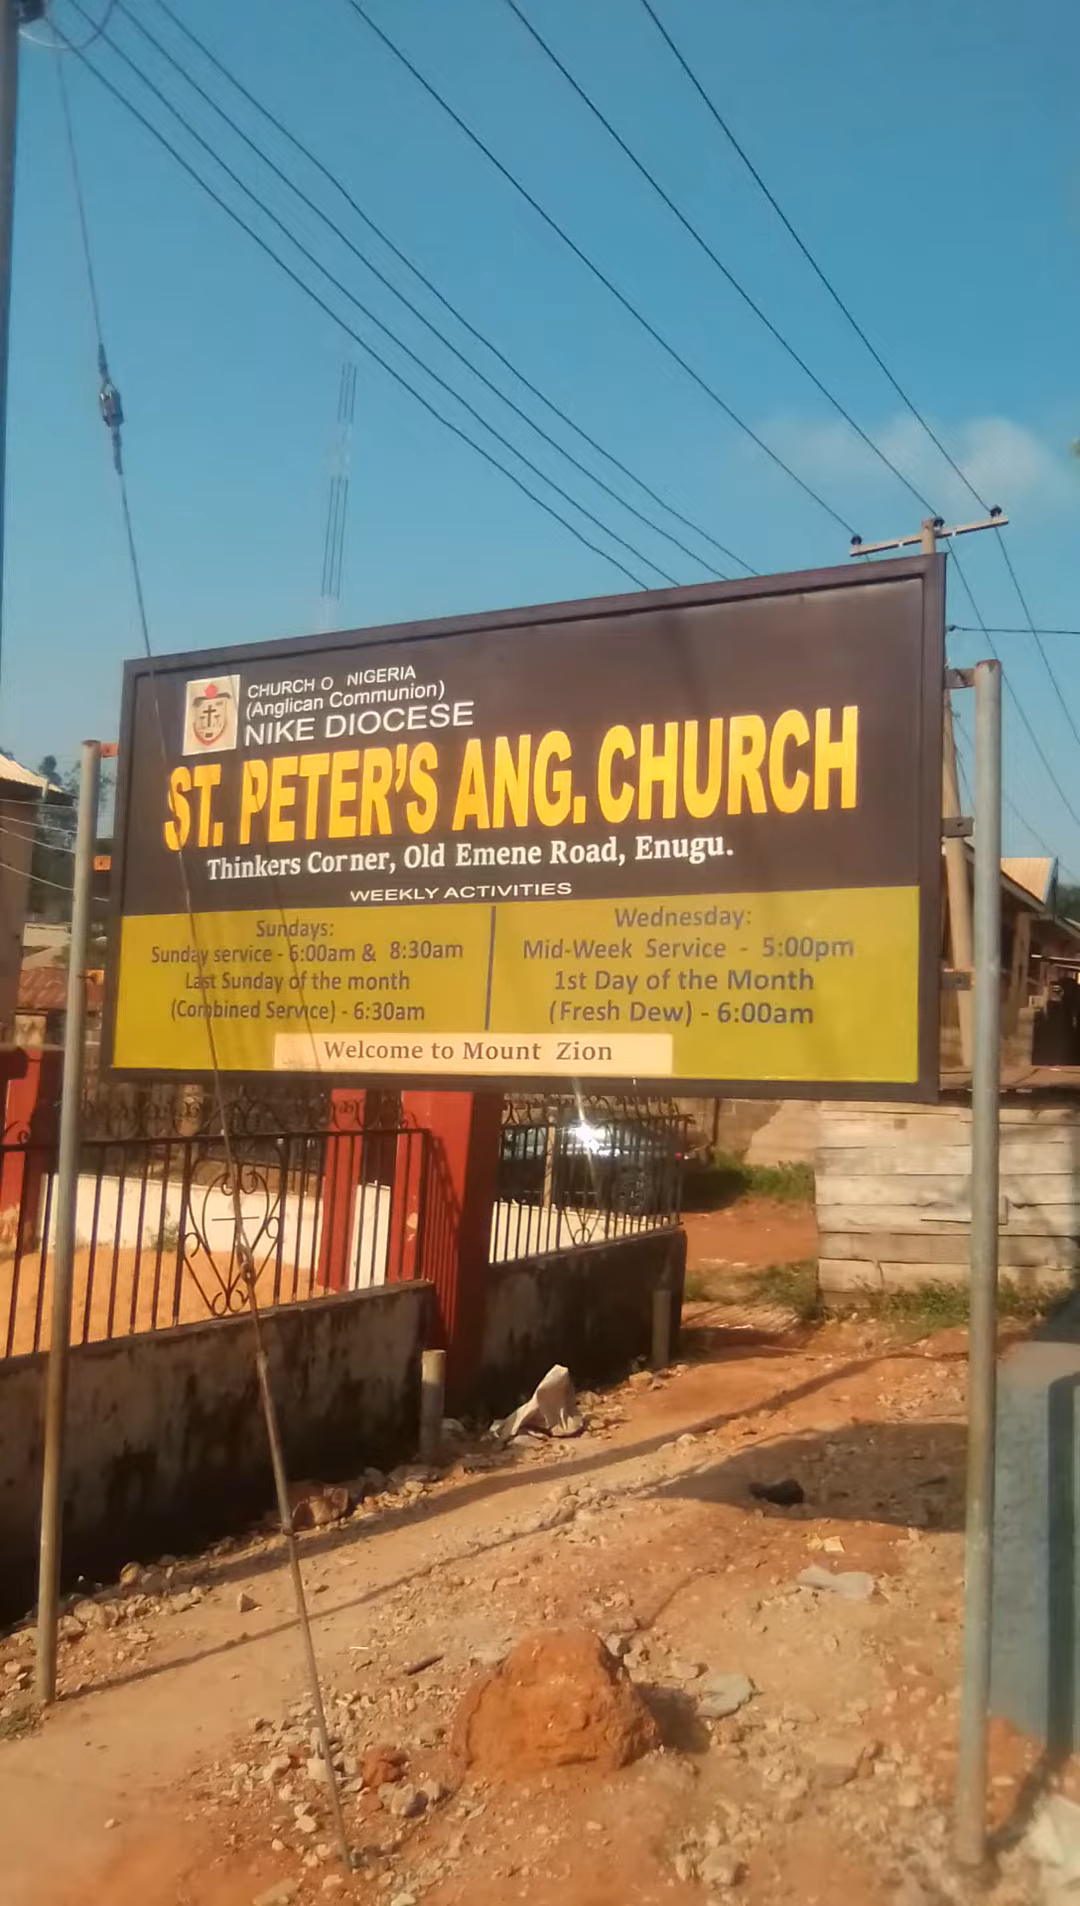 CHURCH O NIGERIA
(Anglican Communion)
NIKE DIOCESE
ST. PETER'S ANG. CHURCH
Thinkers Corner, Old Emene Road, Enugu.
WEEKLY ACTIVITIES
Sundays:
Sunday service - 6:00am & 8:30am
Last Sunday of the month
(Combined Service) - 6:30am
Wednesday:
Mid-Week Service - 5:00pm
1st Day of the Month
(Fresh Dew) - 6:00am
Welcome to Mount Zion